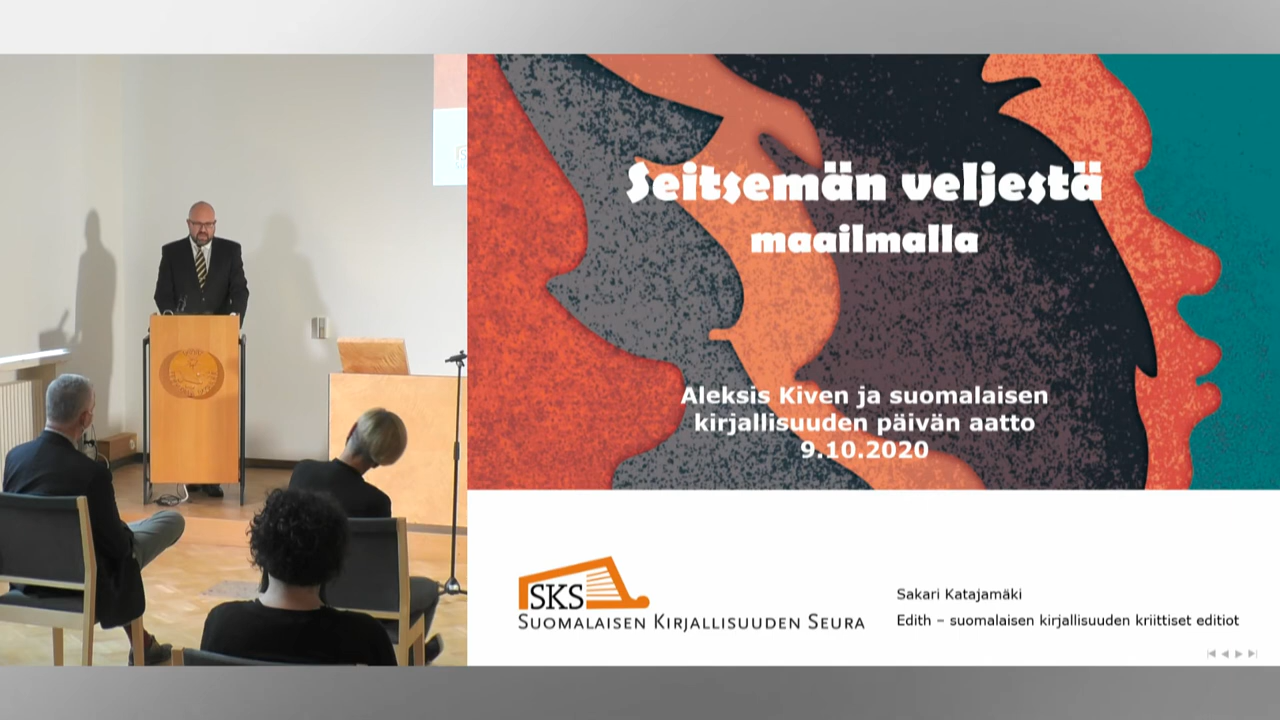 Seitsemän veljestä
maailmalla
Aleksis Kiven ja suomalaisen
kirjallisuuden päivän aatto
9.10.2020
SKS
SUOMALAISEN KIRJALLISUUDEN SEURA
Sakari Katajamäki
Edith – suomalaisen kirjallisuuden kriittiset editiot